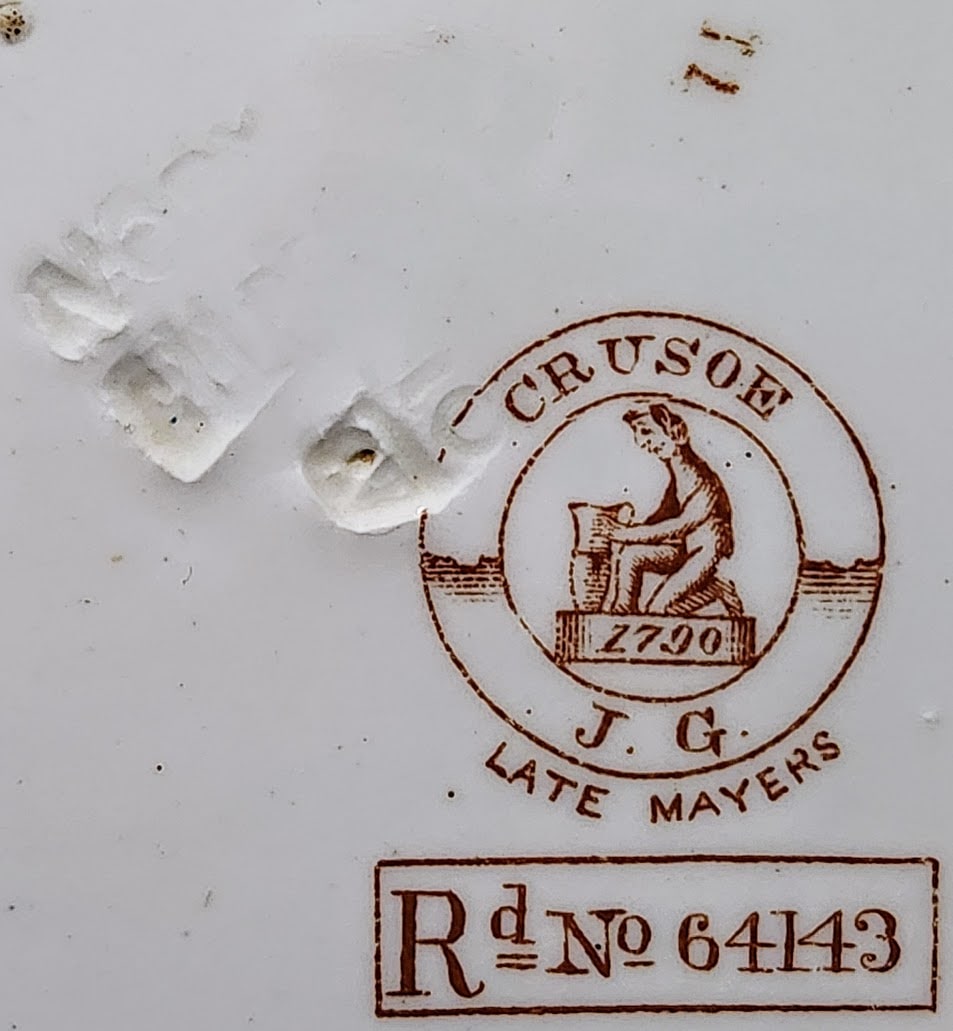 CRUSOE
1790
J. G.
LATE MAYERS
Rd No 64143